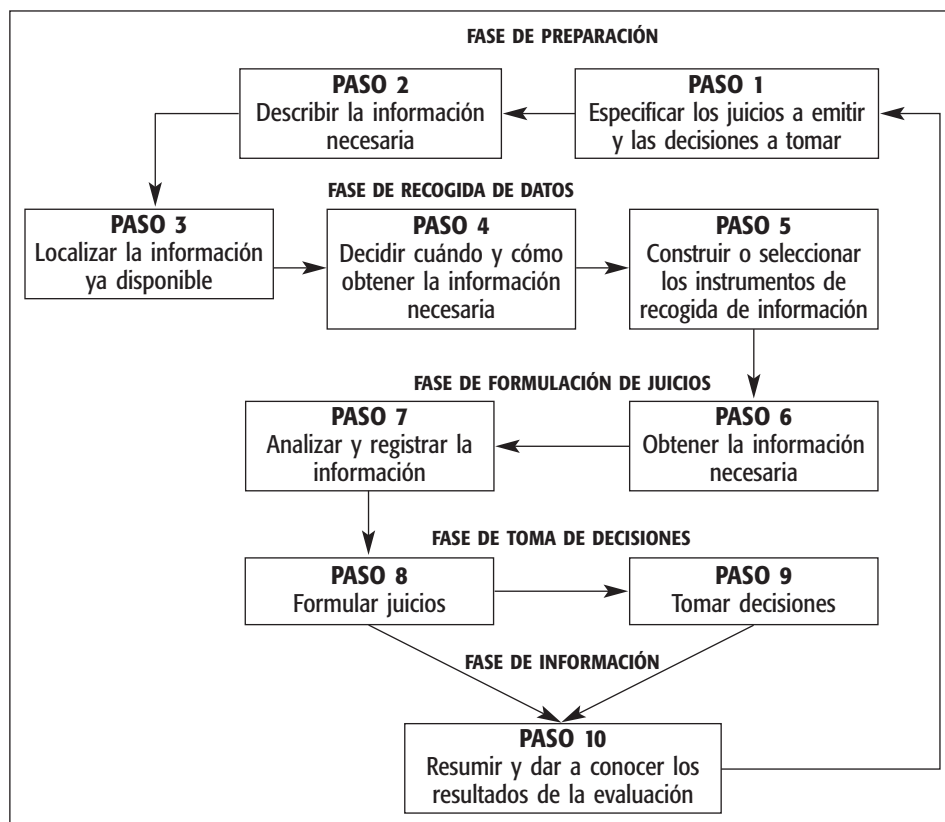 FASE DE PREPARACIÓN
PASO 2
Describir la información
necesaria
PASO 1
Especificar los juicios a emitir
y las decisiones a tomar
FASE DE RECOGIDA DE DATOS
PASO 3
Localizar la información
ya disponible
PASO 4
Decidir cuándo y cómo
obtener la información
necesaria
PASO 5
Construir o seleccionar
los instrumentos de
recogida de información
FASE DE FORMULACIÓN DE JUICIOS
PASO 7
Analizar y registrar la
información
PASO 6
Obtener la información
necesaria
FASE DE TOMA DE DECISIONES
PASO 8
Formular juicios
PASO 9
Tomar decisiones
FASE DE INFORMACIÓN
PASO 10
Resumir y dar a conocer los
resultados de la evaluación